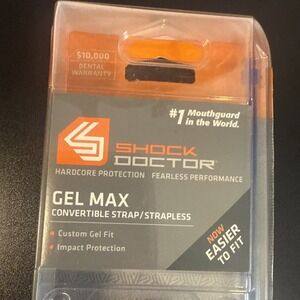 $10,000
DENTAL
WARRANTY
#1 Mouthguard
in the World.
SHOCK
DOCTOR
HARDCORE PROTECTION FEARLESS PERFORMANCE
GEL MAX
CONVERTIBLE STRAP/STRAPLESS
• Custom Gel Fit
• Impact Protection
NOW
EASIER
TO FIT